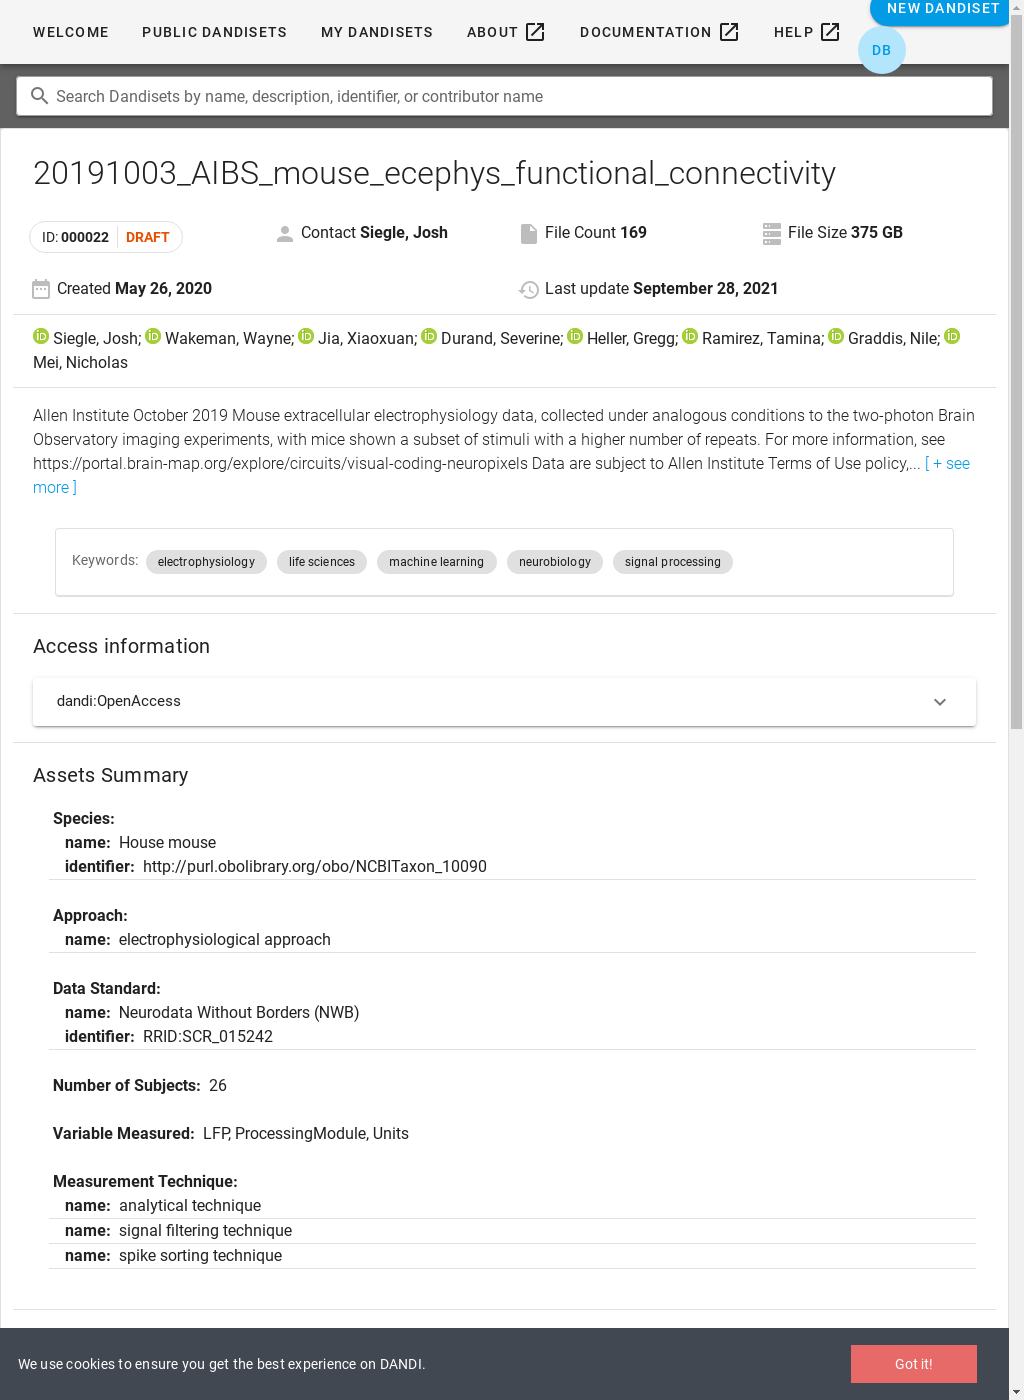 WELCOME PUBLIC DANDISETS MY DANDISETS ABOUT DOCUMENTATION HELP NEW DANDISET
DB
Search Dandisets by name, description, identifier, or contributor name
20191003_AIBS_mouse_ecephys_functional_connectivity
ID: 000022 DRAFT Contact Siegle, Josh File Count 169 File Size 375 GB
Created May 26, 2020 Last update September 28, 2021
iD Siegle, Josh; iD Wakeman, Wayne; iD Jia, Xiaoxuan; iD Durand, Severine; iD Heller, Gregg; iD Ramirez, Tamina; iD Graddis, Nile; iD
Mei, Nicholas
Allen Institute October 2019 Mouse extracellular electrophysiology data, collected under analogous conditions to the two-photon Brain
Observatory imaging experiments, with mice shown a subset of stimuli with a higher number of repeats. For more information, see
https://portal.brain-map.org/explore/circuits/visual-coding-neuropixels Data are subject to Allen Institute Terms of Use policy,... [ + see
more ]
Keywords: electrophysiology life sciences machine learning neurobiology signal processing
Access information
dandi:OpenAccess
Assets Summary
Species:
name: House mouse
identifier: http://purl.obolibrary.org/obo/NCBITaxon_10090
Approach:
name: electrophysiological approach
Data Standard:
name: Neurodata Without Borders (NWB)
identifier: RRID:SCR_015242
Number of Subjects: 26
Variable Measured: LFP, ProcessingModule, Units
Measurement Technique:
name: analytical technique
name: signal filtering technique
name: spike sorting technique
We use cookies to ensure you get the best experience on DANDI. Got it!